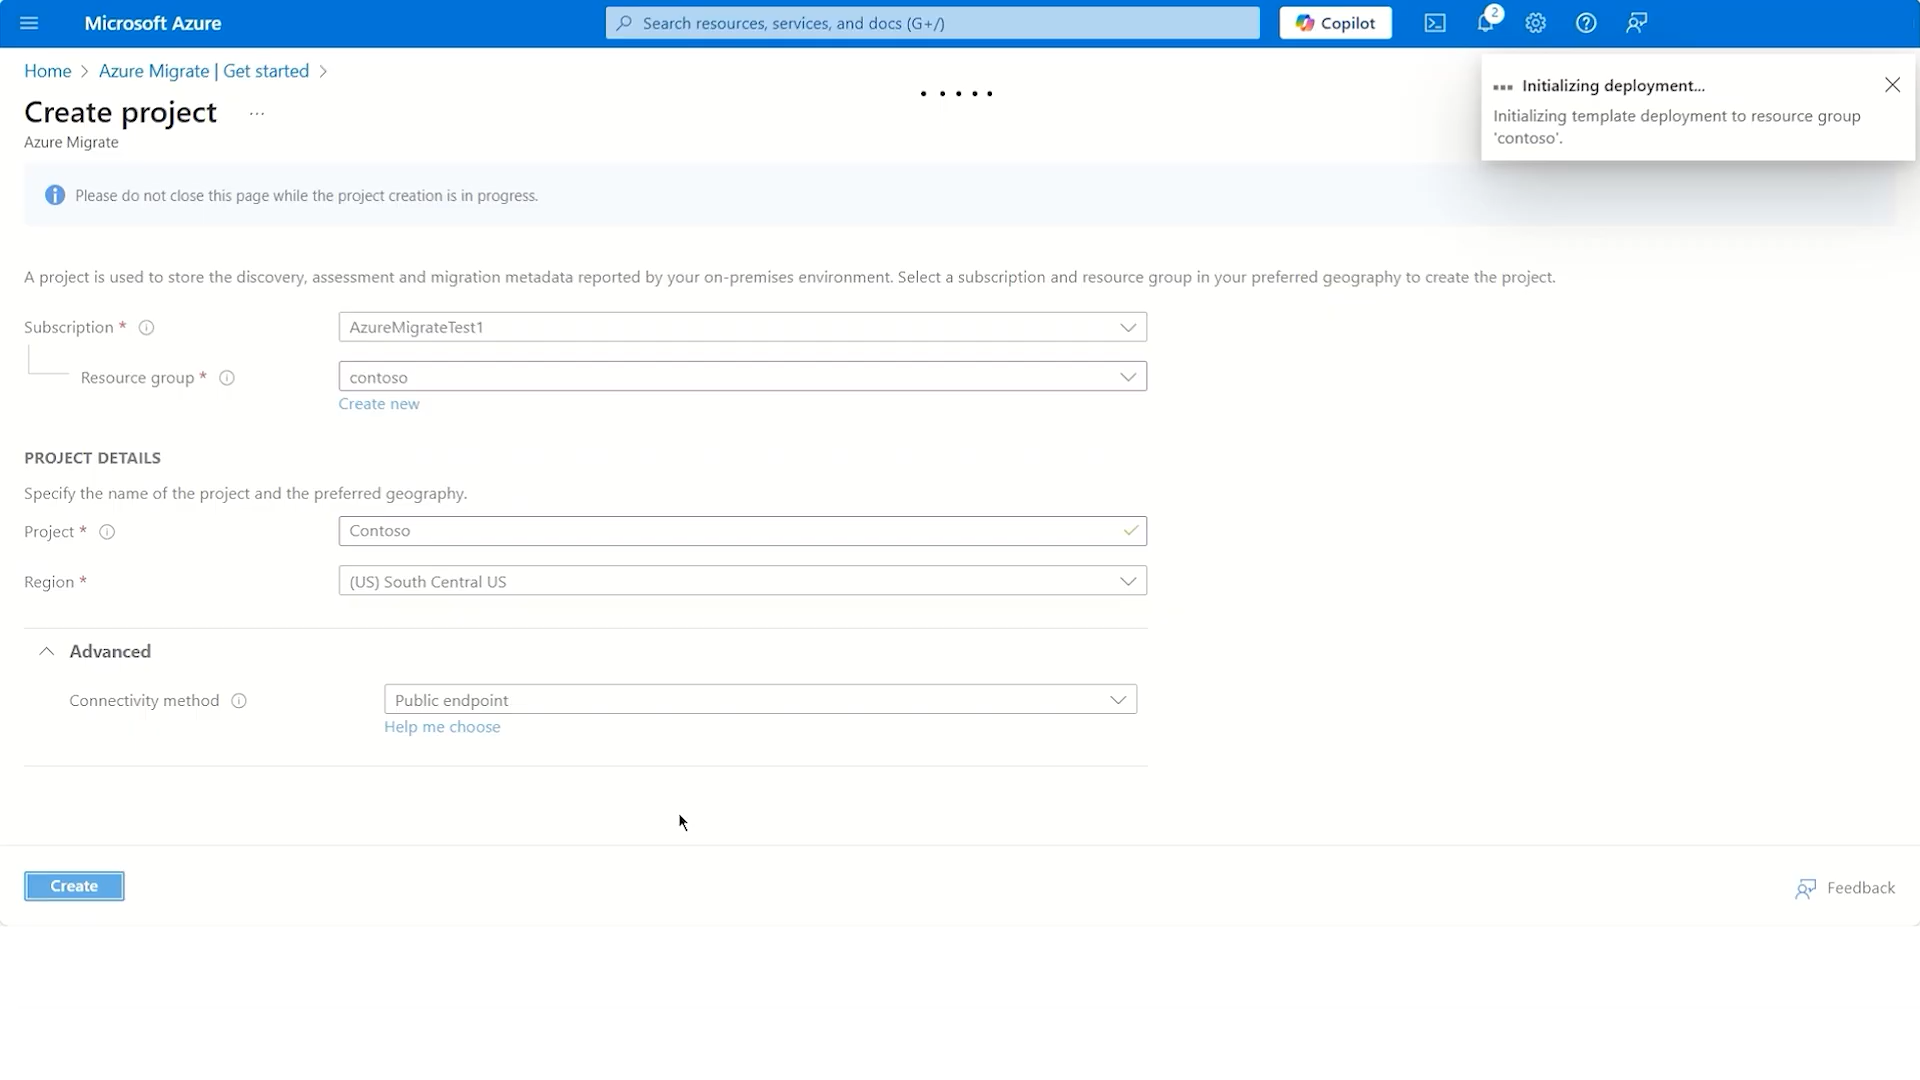 Microsoft Azure
Search resources, services, and docs (G+/)
Copilot
2
Home > Azure Migrate | Get started >
Create project ...
Azure Migrate
Initializing deployment...
Initializing template deployment to resource group
'contoso'.
Please do not close this page while the project creation is in progress.
A project is used to store the discovery, assessment and migration metadata reported by your on-premises environment. Select a subscription and resource group in your preferred geography to create the project.
Subscription *
AzureMigrateTest1
Resource group *
contoso
Create new
PROJECT DETAILS
Specify the name of the project and the preferred geography.
Project *
Contoso
Region *
(US) South Central US
Advanced
Connectivity method
Public endpoint
Help me choose
Create
Feedback